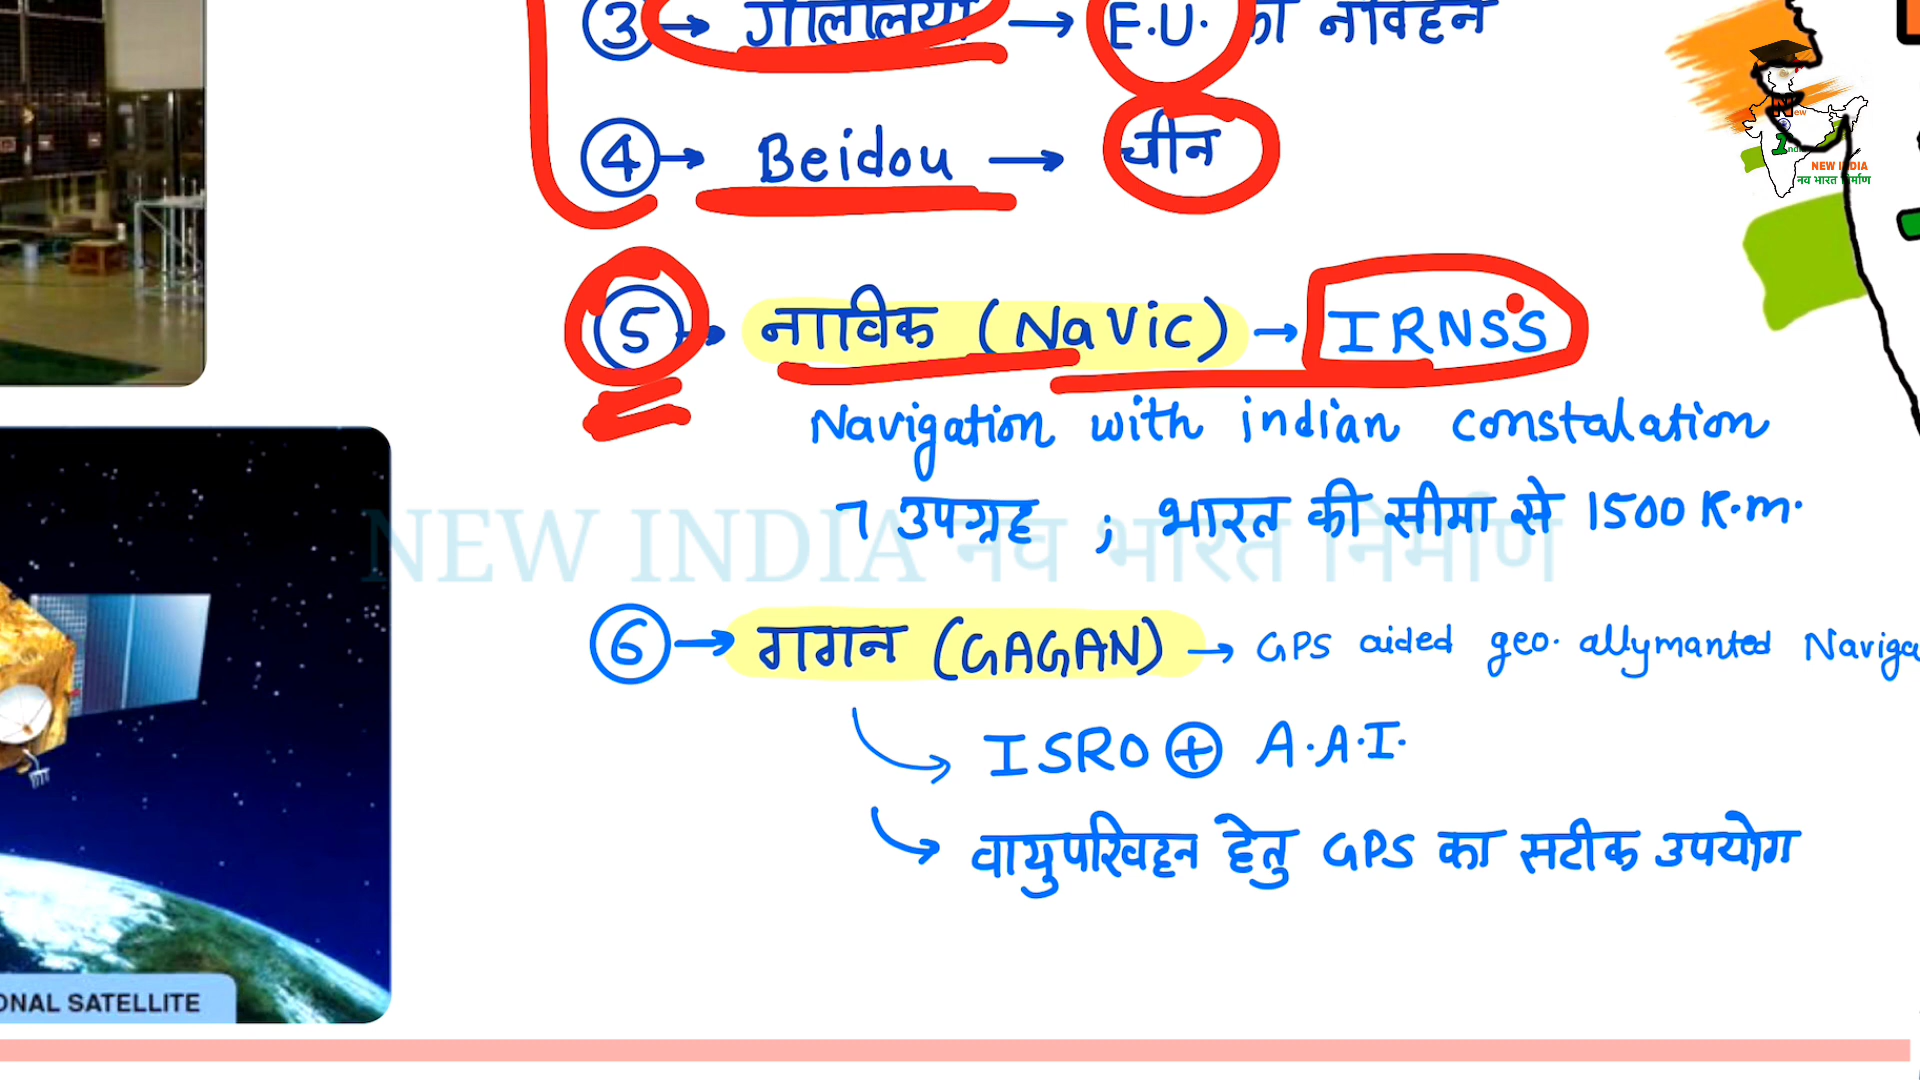 ③ → गैलिलियो → E.U. का नौवहन
④ → Beidou → चीन
⑤ → नाविक (NaVic) → IRNSS
Navigation with indian constalation
7 उपग्रह ; भारत की सीमा से 1500 K.m.
⑥ → गगन (GAGAN) → GPS aided geo. allymanted
ISRO ⊕ A.A.I.
वायुपरिवहन हेतु GPS का सटीक उपयोग
NEW INDIA नव भारत निर्माण
SATELLITE
New
India
NEW INDIA
नव भारत निर्माण